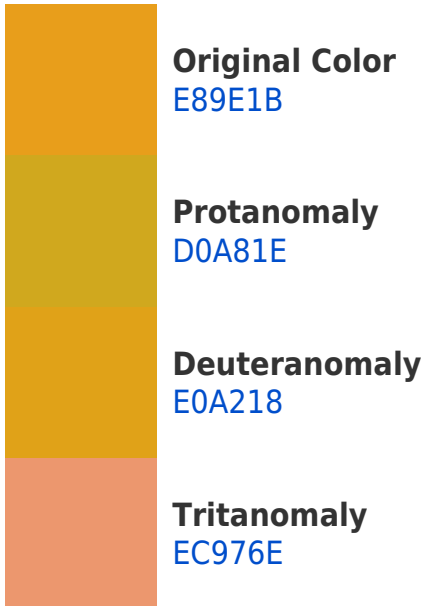 Original Color
E89E1B
Protanomaly
D0A81E
Deuteranomaly
E0A218
Tritanomaly
EC976E